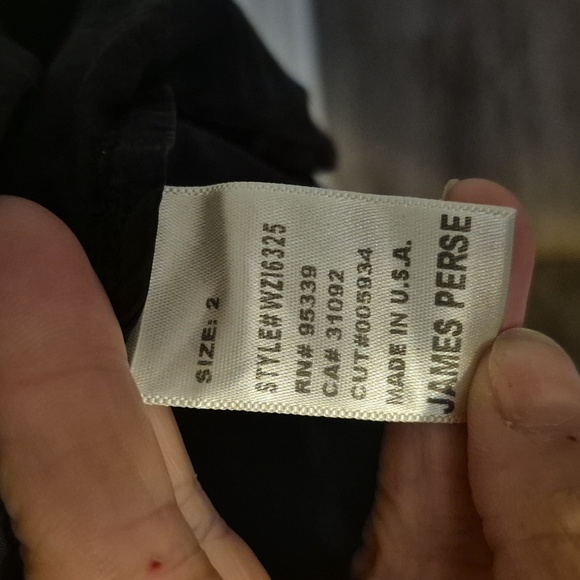 JAMES PERSE
MADE IN U.S.A.
CUT#005934
CA# 31092
RN# 95339
STYLE# WZI6325
SIZE: 2